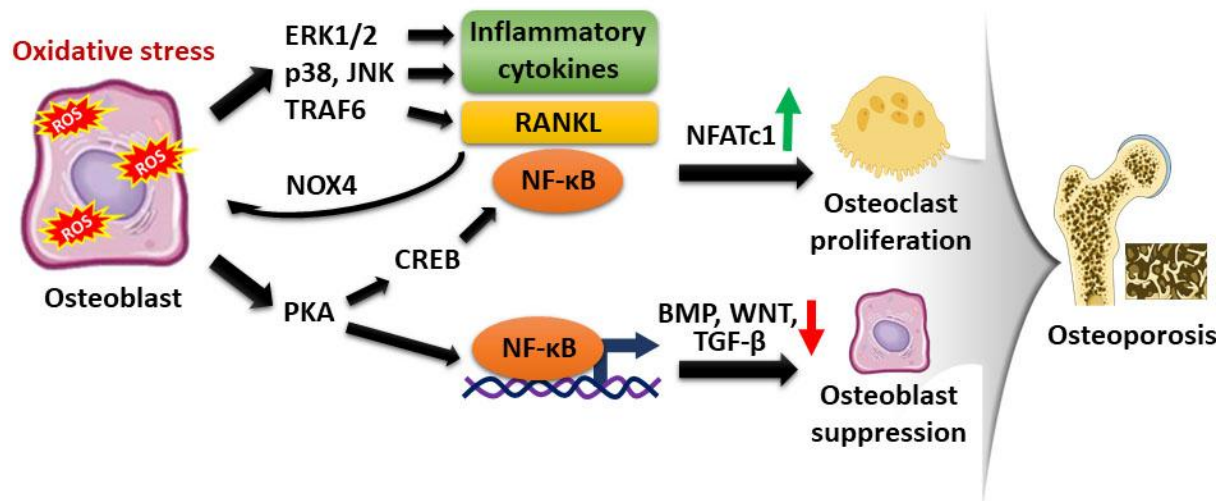 Oxidative stress
ROS
ROS
ROS
Osteoblast
ERK1/2
p38, JNK
TRAF6
Inflammatory
cytokines
RANKL
NOX4
NF-κB
CREB
PKA
NF-κB
NFATc1
Osteoclast
proliferation
BMP, WNT,
TGF-β
Osteoblast
suppression
Osteoporosis